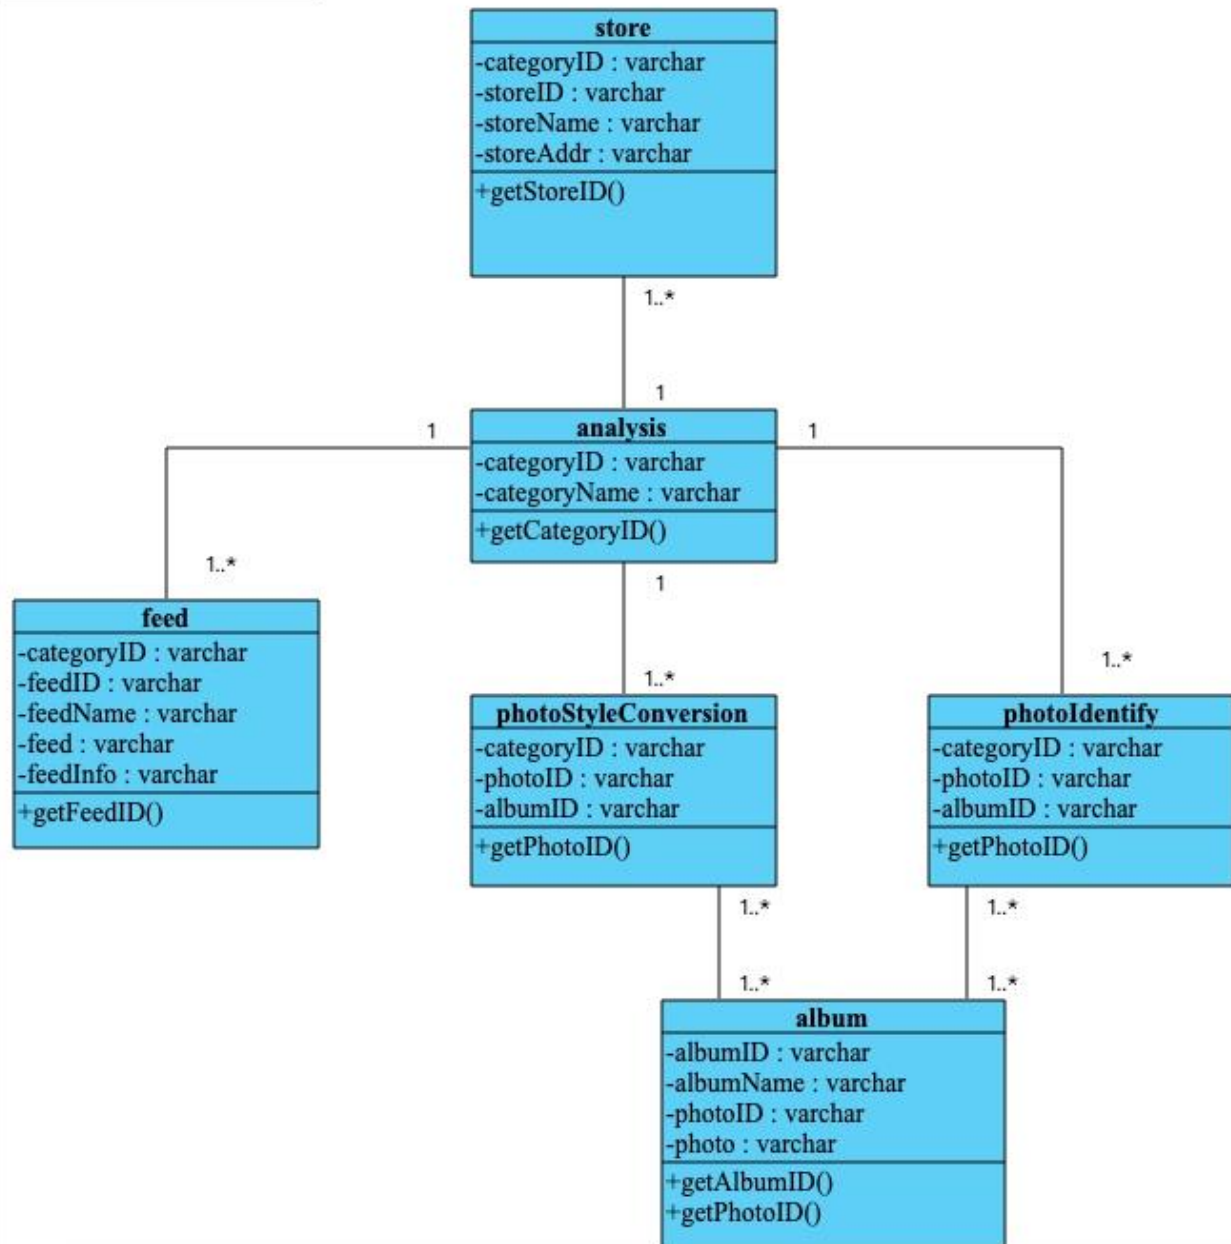 store
-categoryID : varchar
-storeID : varchar
-storeName : varchar
-storeAddr : varchar
+getStoreID()
1..*
1
analysis
-categoryID : varchar
-categoryName : varchar
+getCategoryID()
1
1
1
1..*
feed
-categoryID : varchar
-feedID : varchar
-feedName : varchar
-feed : varchar
-feedInfo : varchar
+getFeedID()
1..*
photoStyleConversion
-categoryID : varchar
-photoID : varchar
-albumID : varchar
+getPhotoID()
1..*
photoIdentify
-categoryID : varchar
-photoID : varchar
-albumID : varchar
+getPhotoID()
1..*
1..*
1..*
1..*
album
-albumID : varchar
-albumName : varchar
-photoID : varchar
-photo : varchar
+getAlbumID()
+getPhotoID()